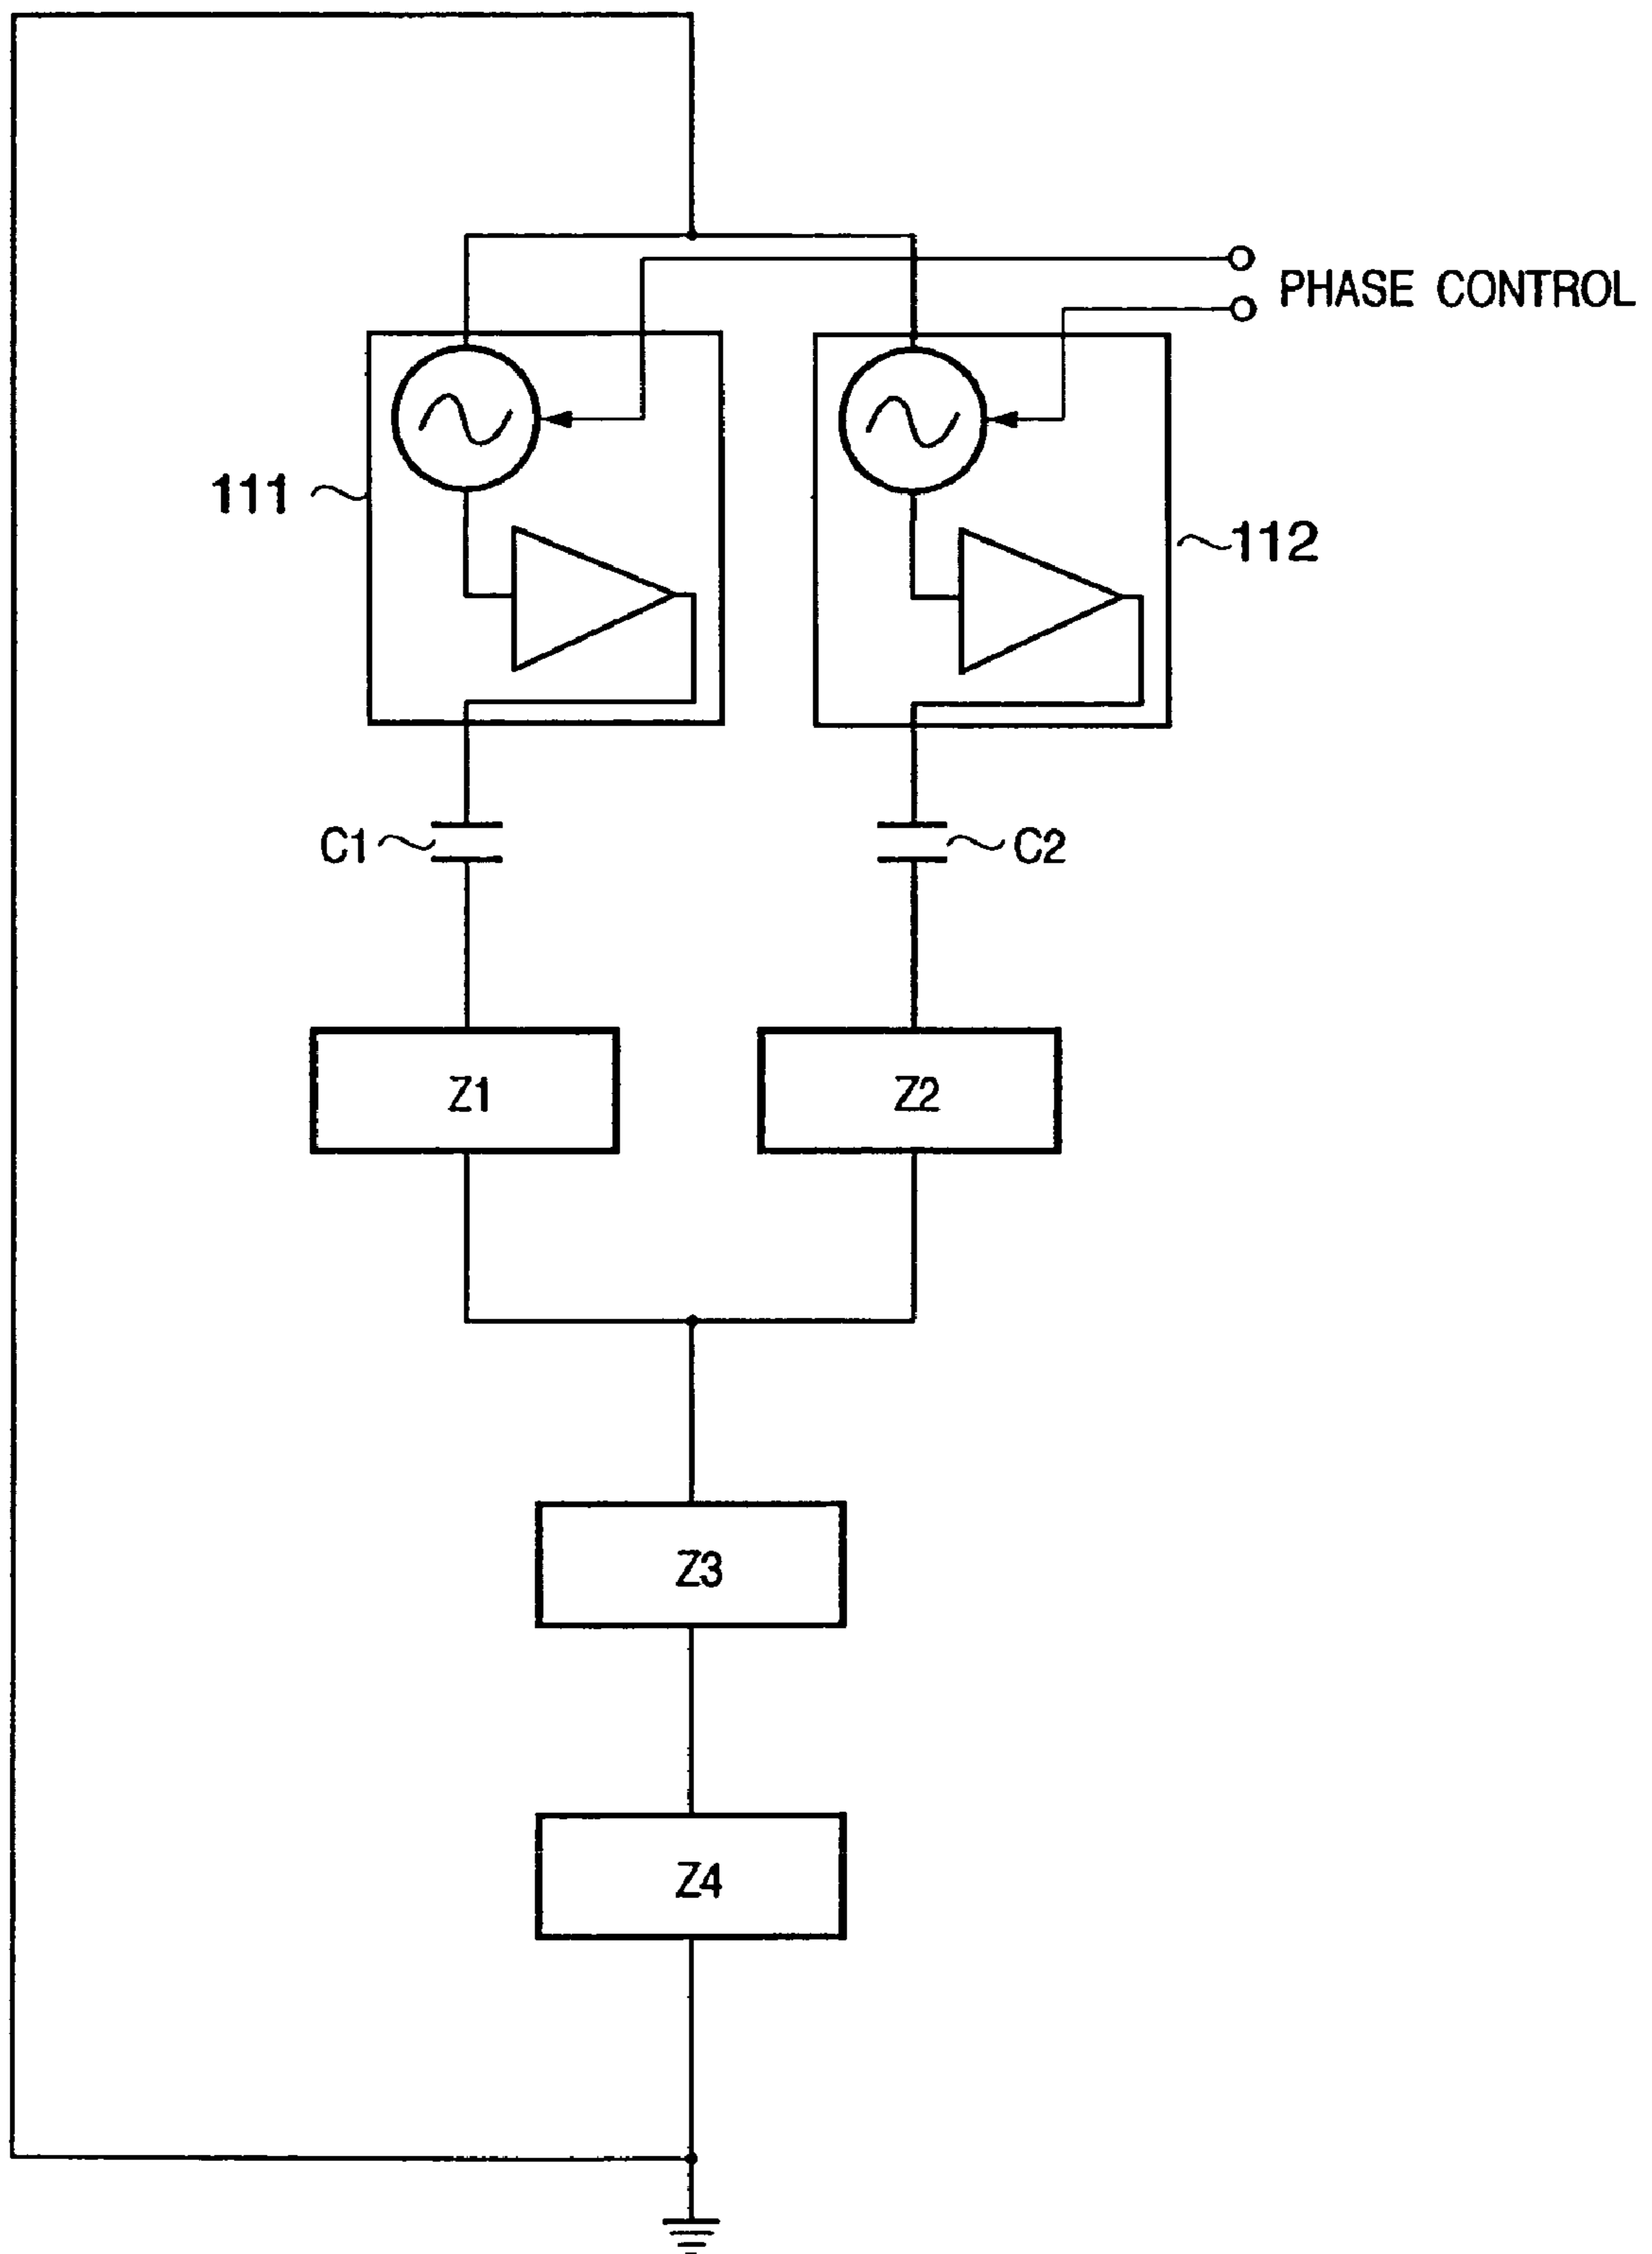 PHASE CONTROL
111
112
C1
C2
Z1
Z2
Z3
Z4